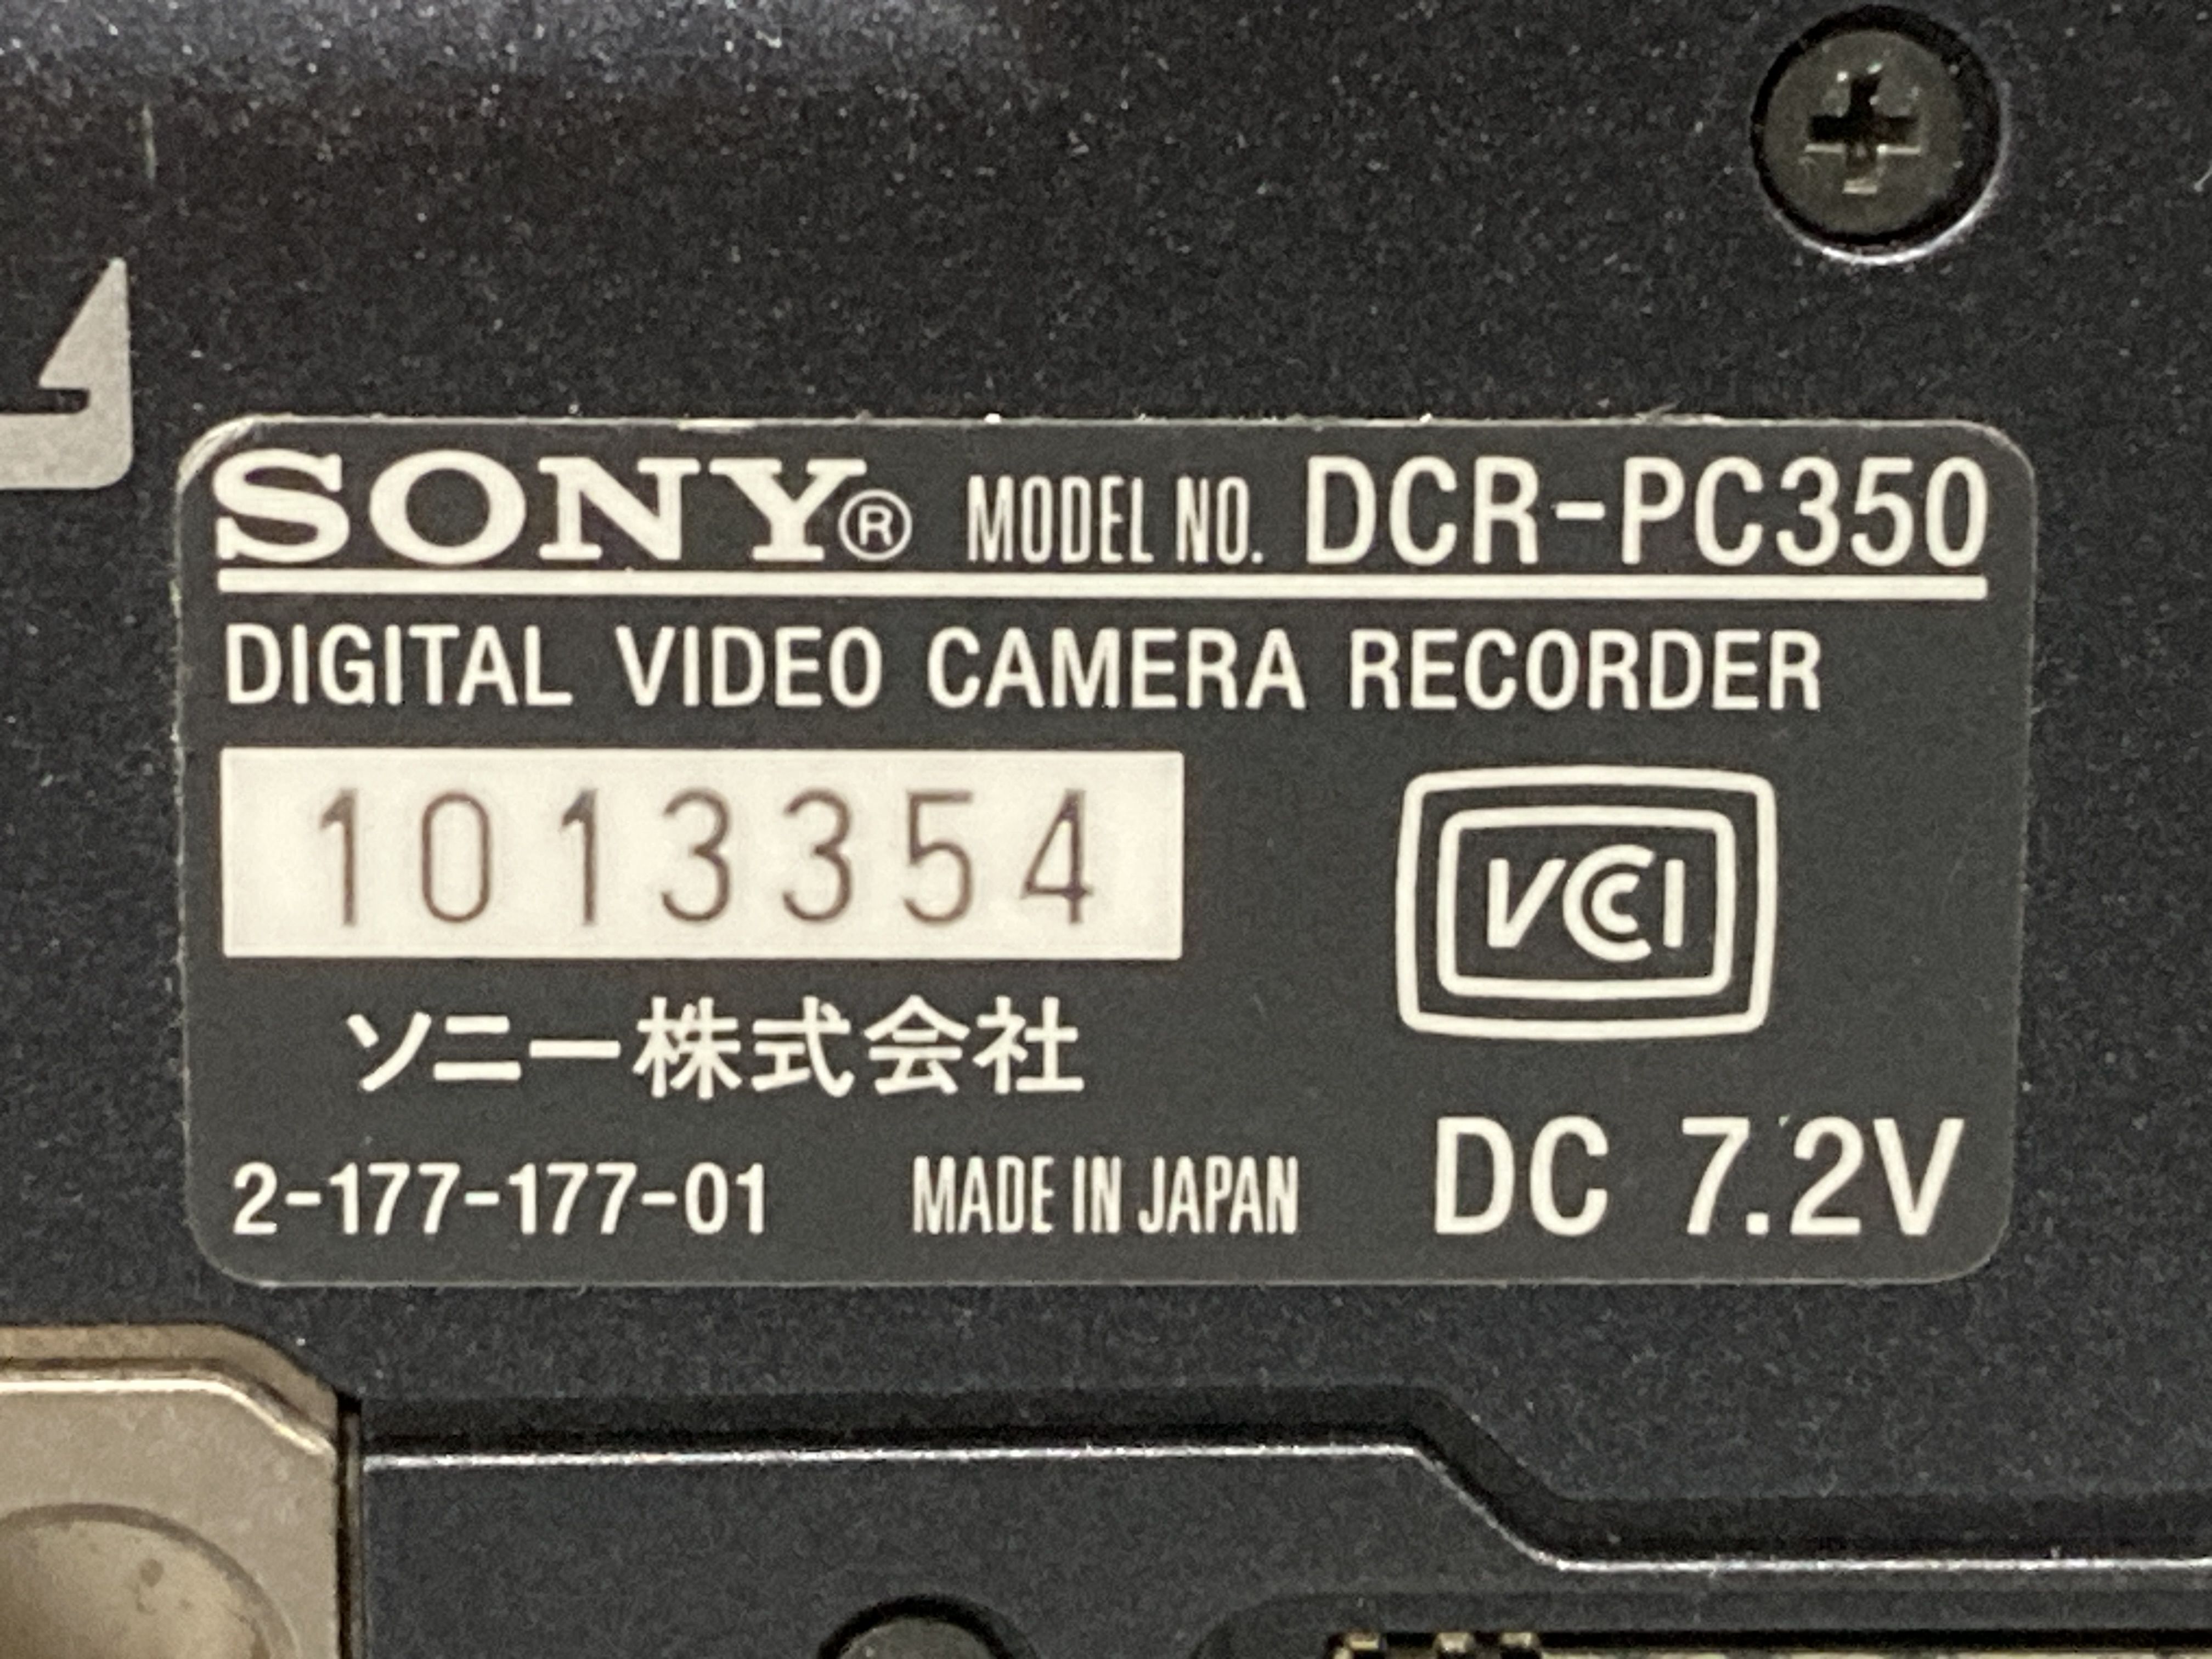 SONY® MODEL NO. DCR-PC350
DIGITAL VIDEO CAMERA RECORDER
1013354
VCCI
ソニー株式会社
2-177-177-01 MADE IN JAPAN DC 7.2V